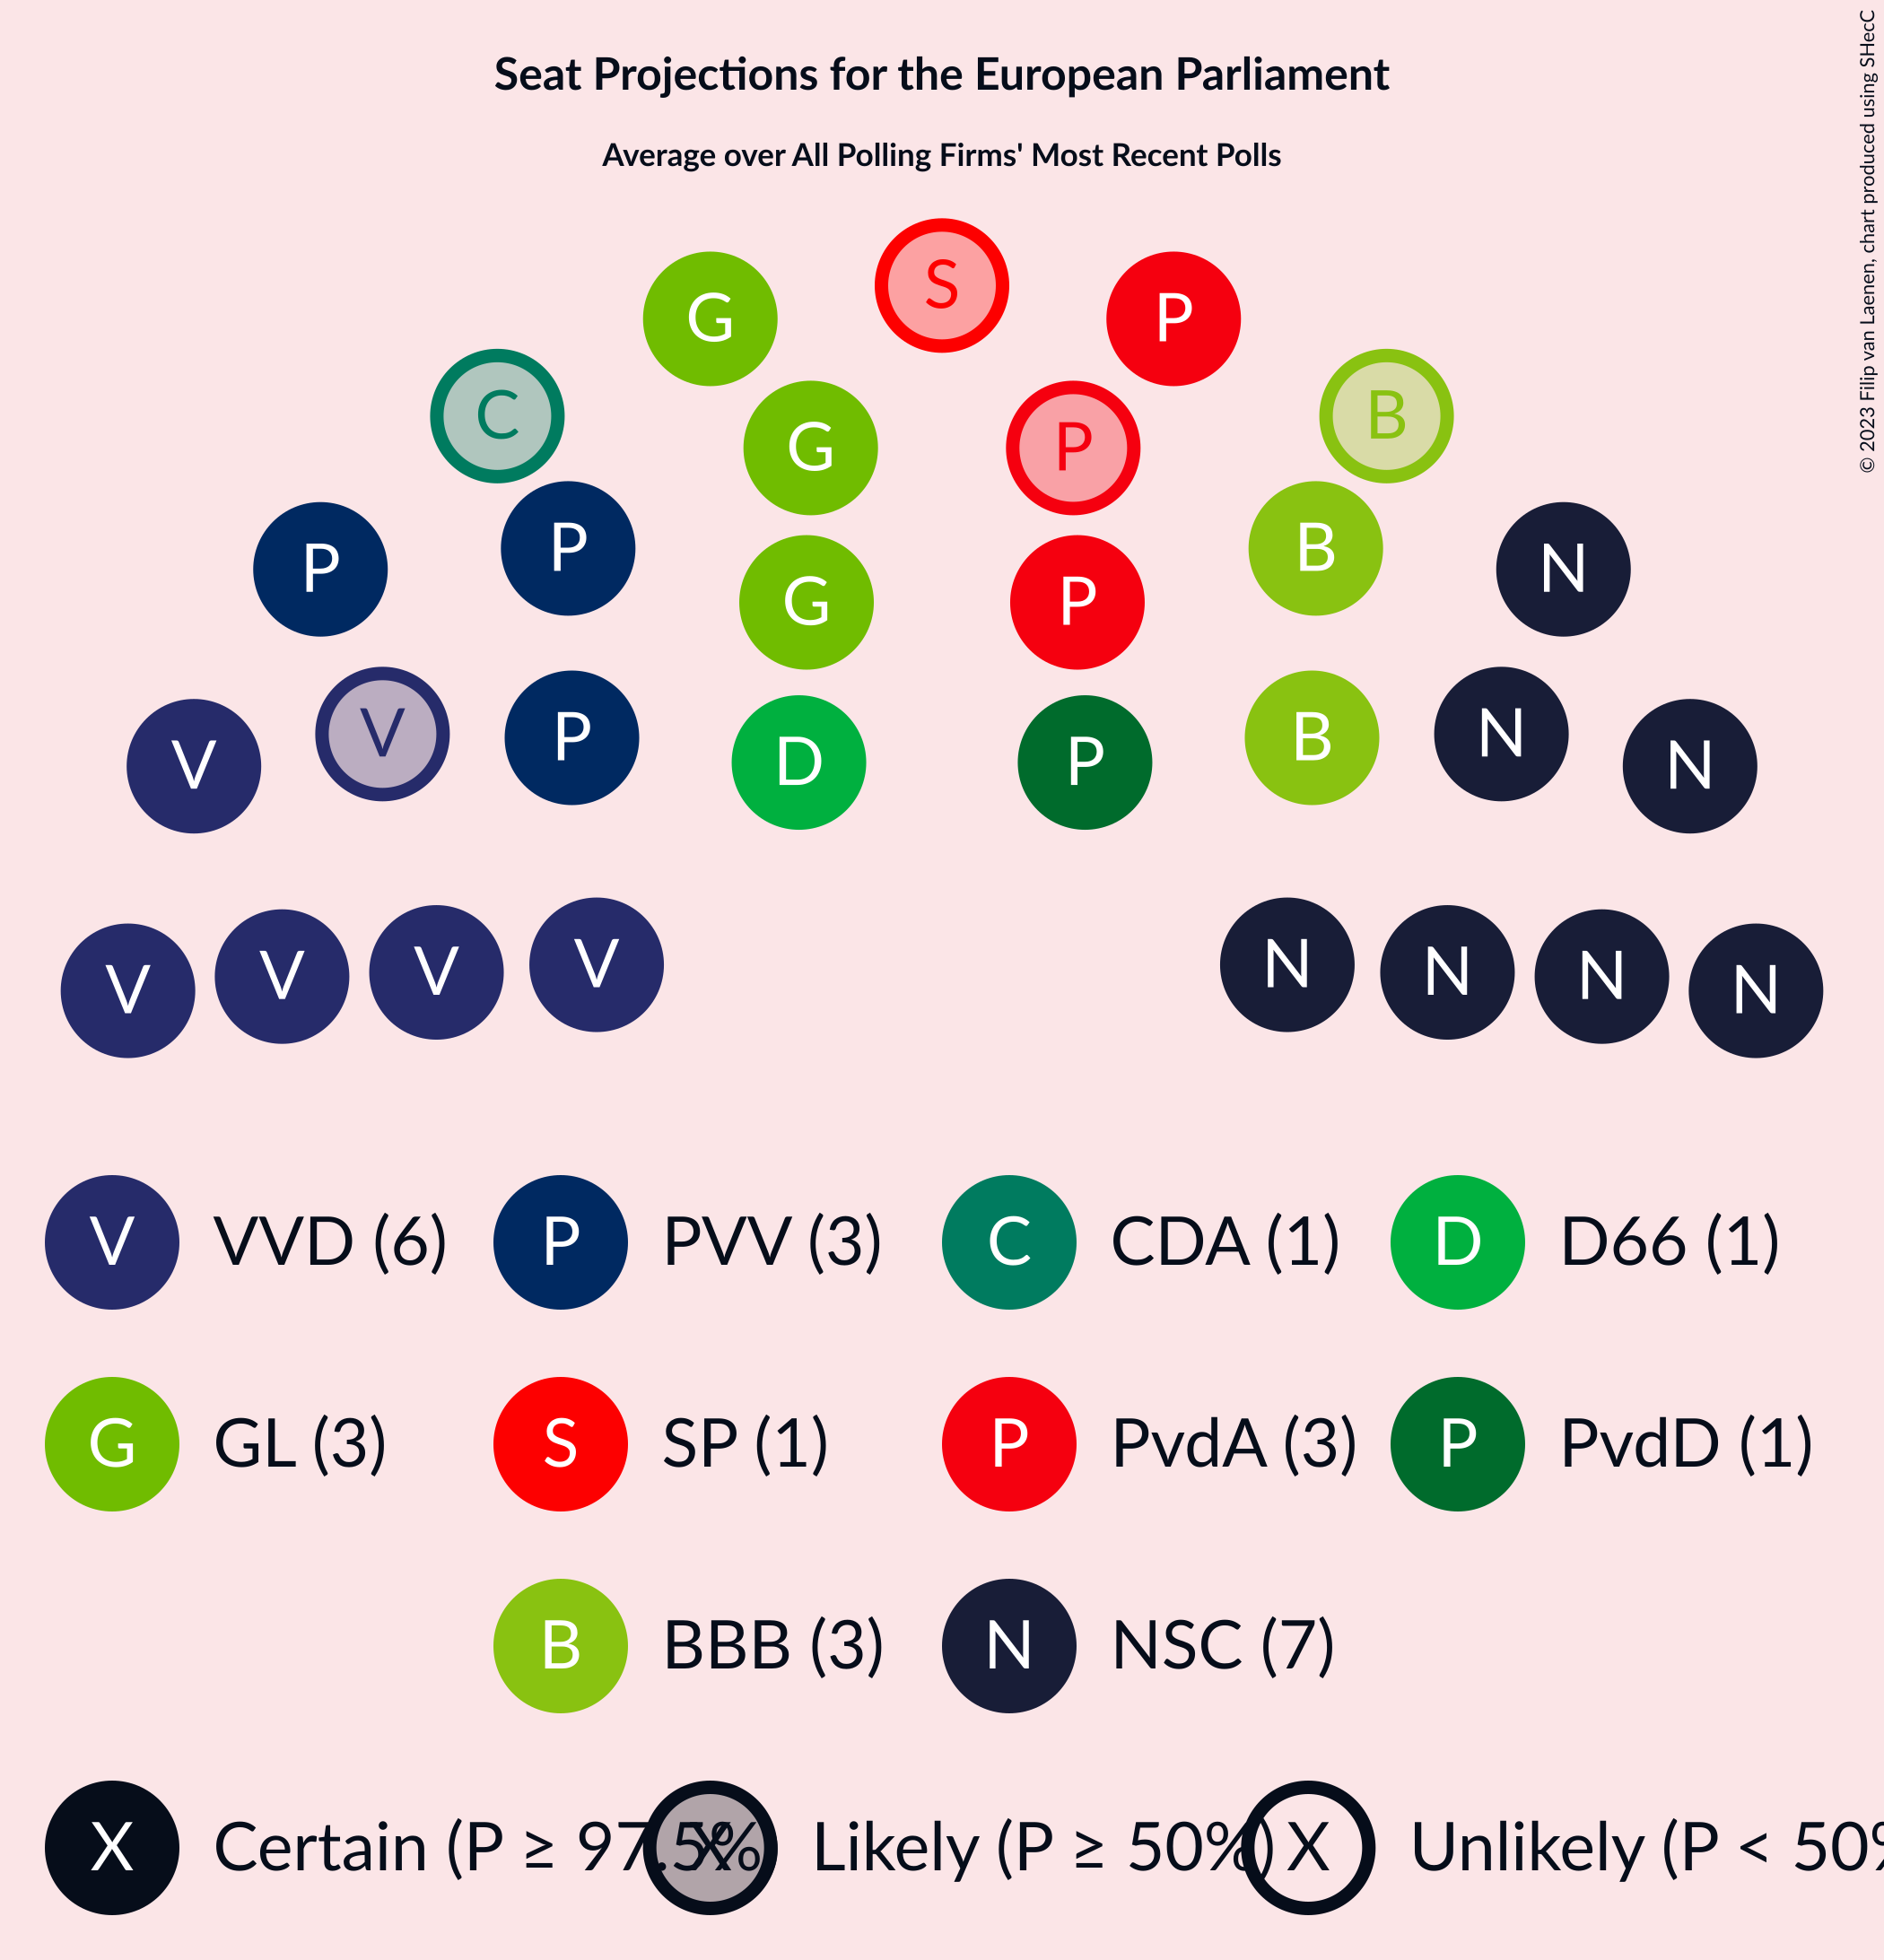 Seat Projections for the European Parliament
Average over All Polling Firms' Most Recent Polls
© 2023 Filip van Laenen, chart produced using SHecC
S
G P
C B
G P
P P B N
G P
V V P D P B N N
V V V V N N N N
V VVD (6) P PVV (3) C CDA (1) D D66 (1)
G GL (3) S SP (1) P PvdA (3) P PvdD (1)
B BBB (3) N NSC (7)
X Certain (P ≥ 97.5% X Likely (P ≥ 50%) X Unlikely (P < 50%